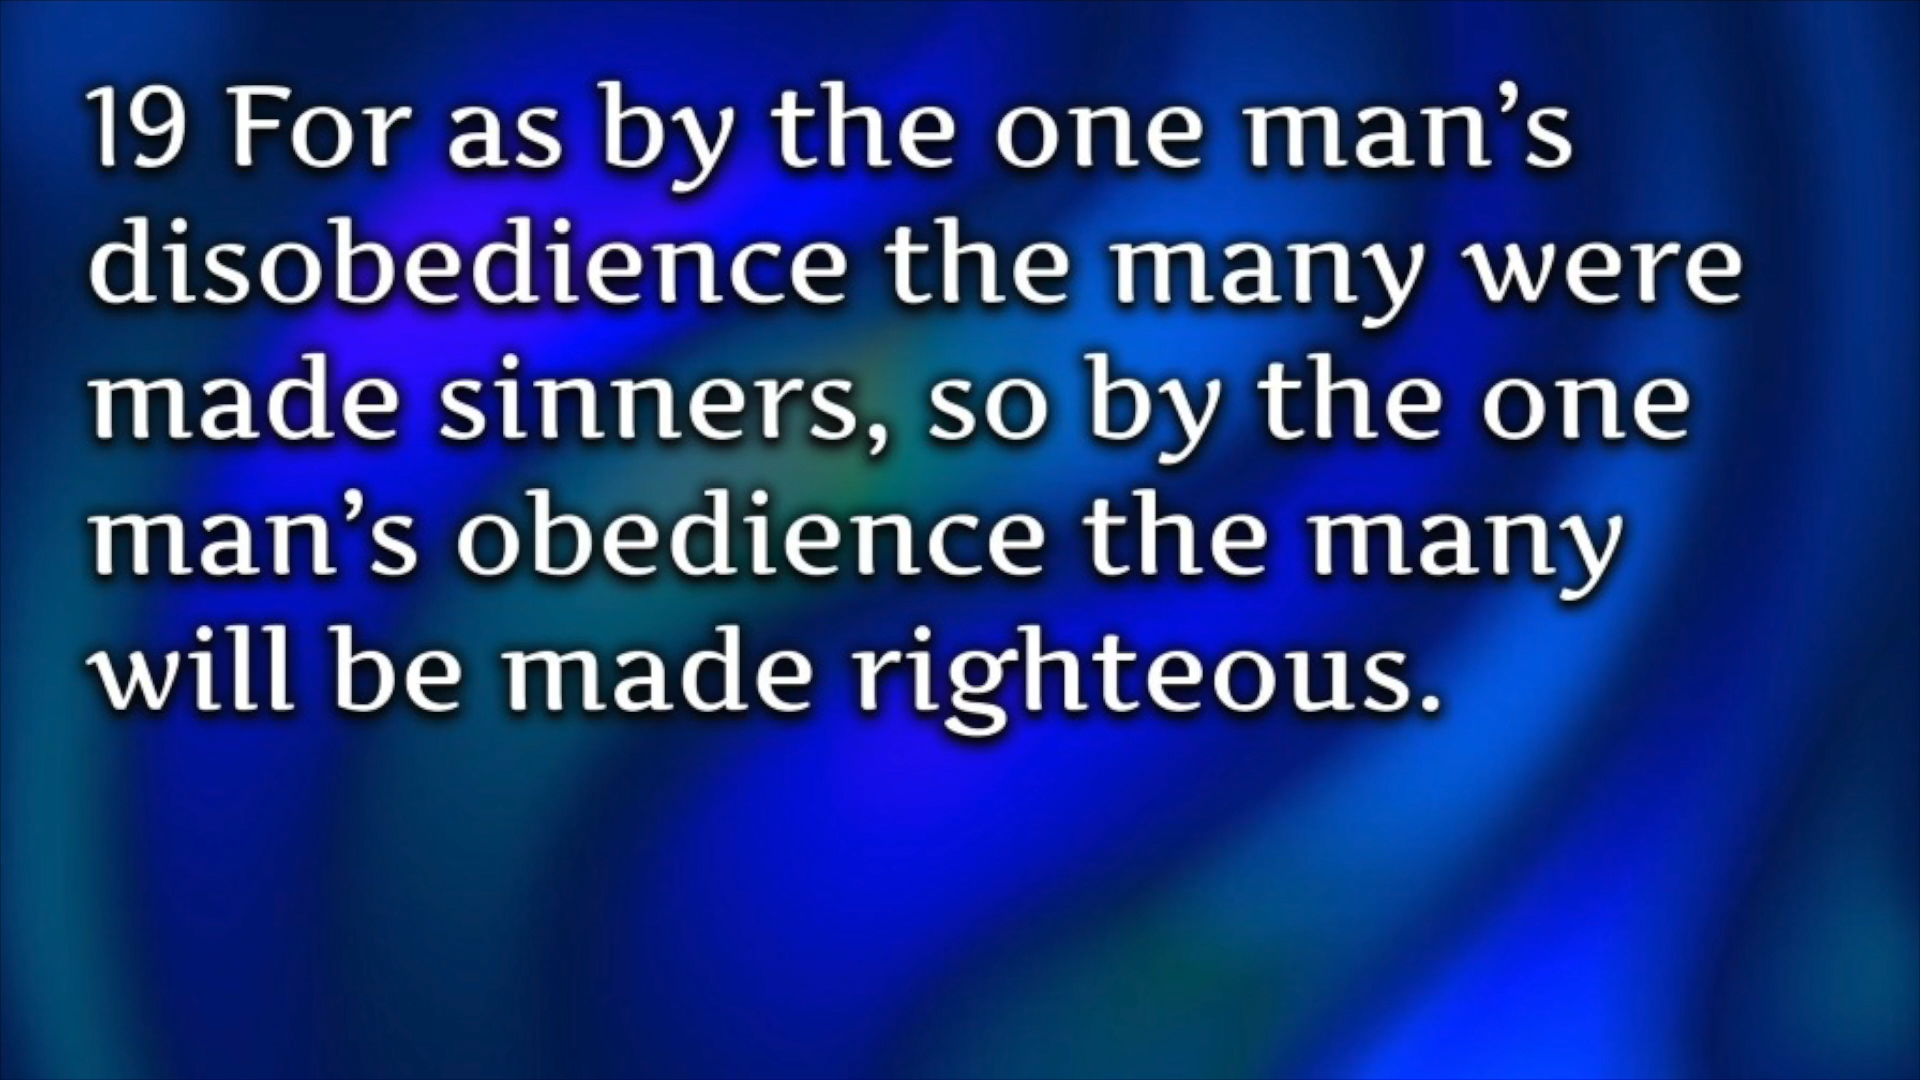 19 For as by the one man’s
disobedience the many were
made sinners, so by the one
man’s obedience the many
will be made righteous.